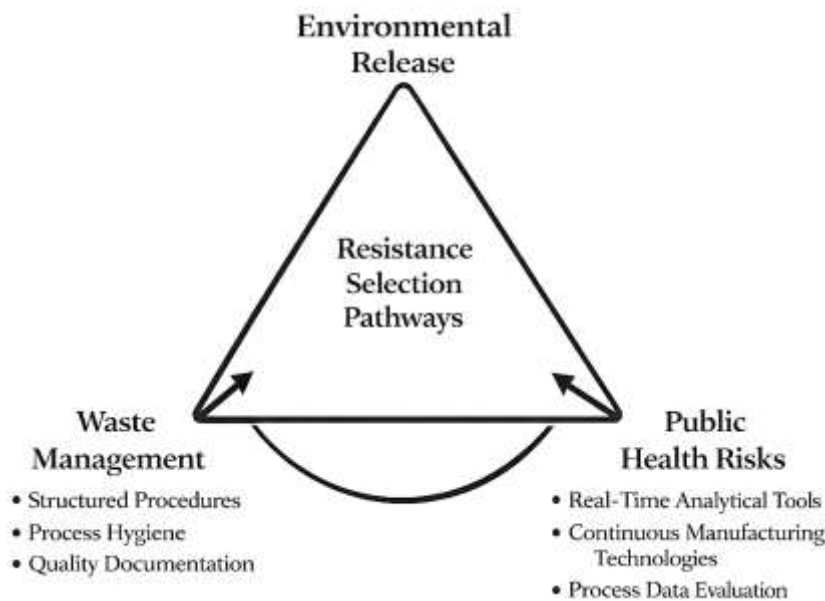 Environmental
Release
Resistance
Selection
Pathways
Waste
Management
• Structured Procedures
• Process Hygiene
• Quality Documentation
Public
Health Risks
• Real-Time Analytical Tools
• Continuous Manufacturing
Technologies
• Process Data Evaluation